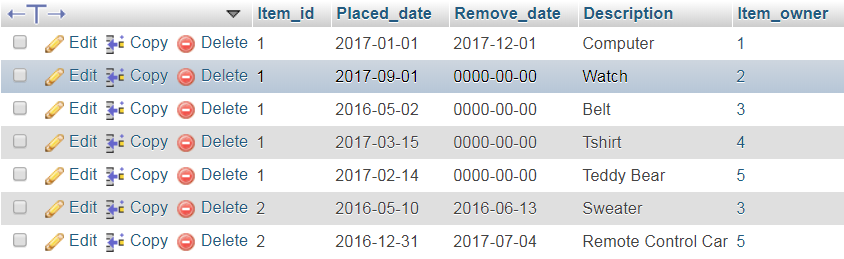 Item_id Placed_date Remove_date Description Item_owner
Edit Copy Delete 1 2017-01-01 2017-12-01 Computer 1
Edit Copy Delete 1 2017-09-01 0000-00-00 Watch 2
Edit Copy Delete 1 2016-05-02 0000-00-00 Belt 3
Edit Copy Delete 1 2017-03-15 0000-00-00 Tshirt 4
Edit Copy Delete 1 2017-02-14 0000-00-00 Teddy Bear 5
Edit Copy Delete 2 2016-05-10 2016-06-13 Sweater 3
Edit Copy Delete 2 2016-12-31 2017-07-04 Remote Control Car 5